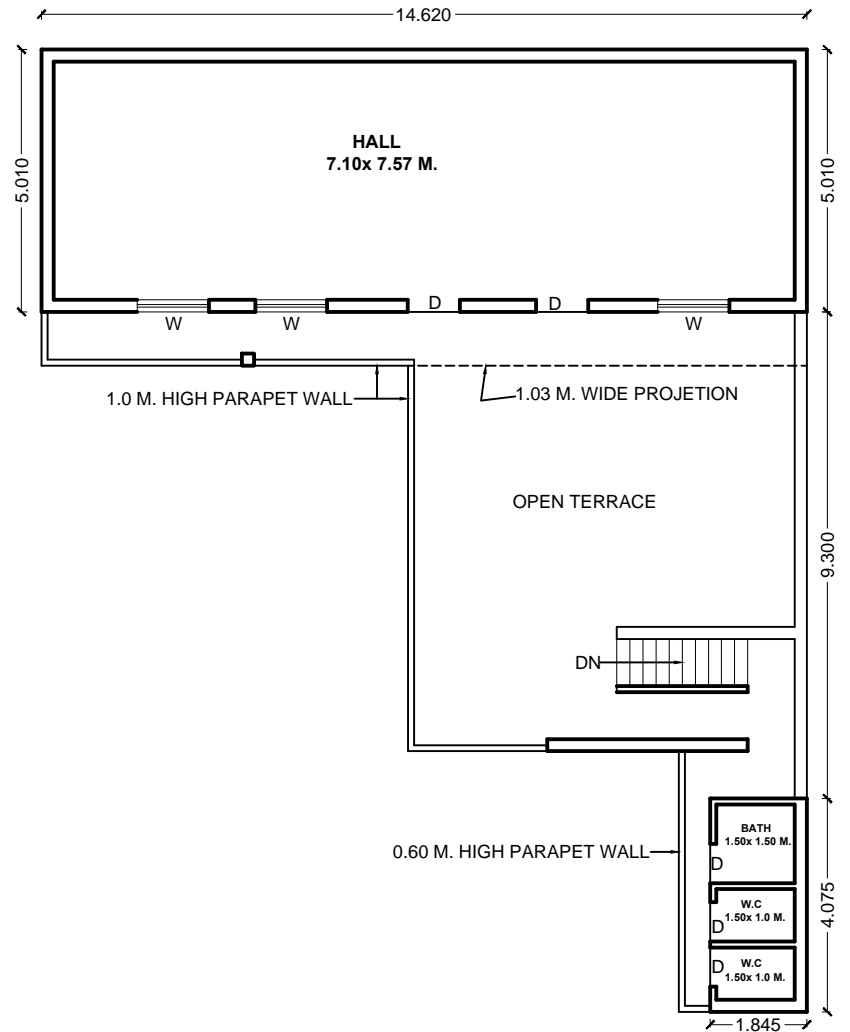 14.620
5.010
HALL
7.10x 7.57 M.
5.010
D
D
W
W
W
1.0 M. HIGH PARAPET WALL
1.03 M. WIDE PROJETION
OPEN TERRACE
9.300
DN
BATH
1.50x 1.50 M.
0.60 M. HIGH PARAPET WALL
D
4.075
W.C
1.50x 1.0 M.
D
W.C
D
1.50x 1.0 M.
1.845